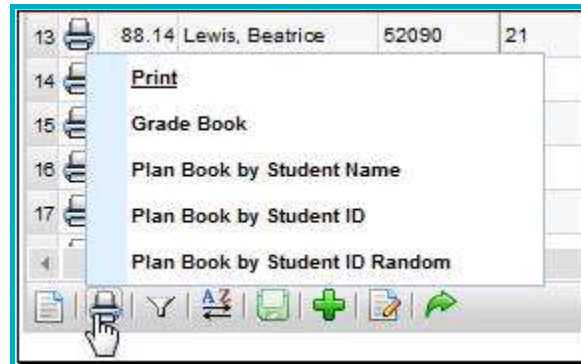 13 88.14 Lewis, Beatrice 52090 21
14 Print
15 Grade Book
16 Plan Book by Student Name
17 Plan Book by Student ID
Plan Book by Student ID Random
AZ